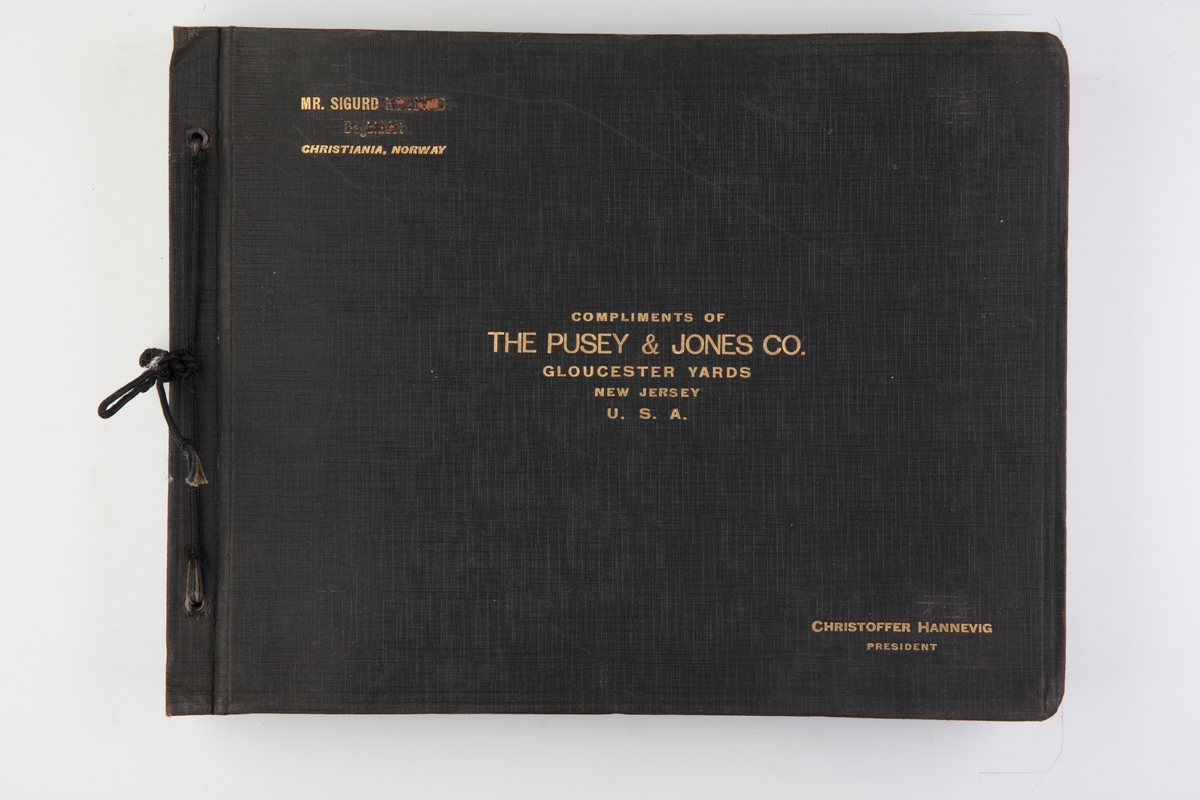 MR. SIGURD
CHRISTIANIA, NORWAY
COMPLIMENTS OF
THE PUSEY & JONES CO.
GLOUCESTER YARDS
NEW JERSEY
U. S. A.
CHRISTOFFER HANNEVIG
PRESIDENT